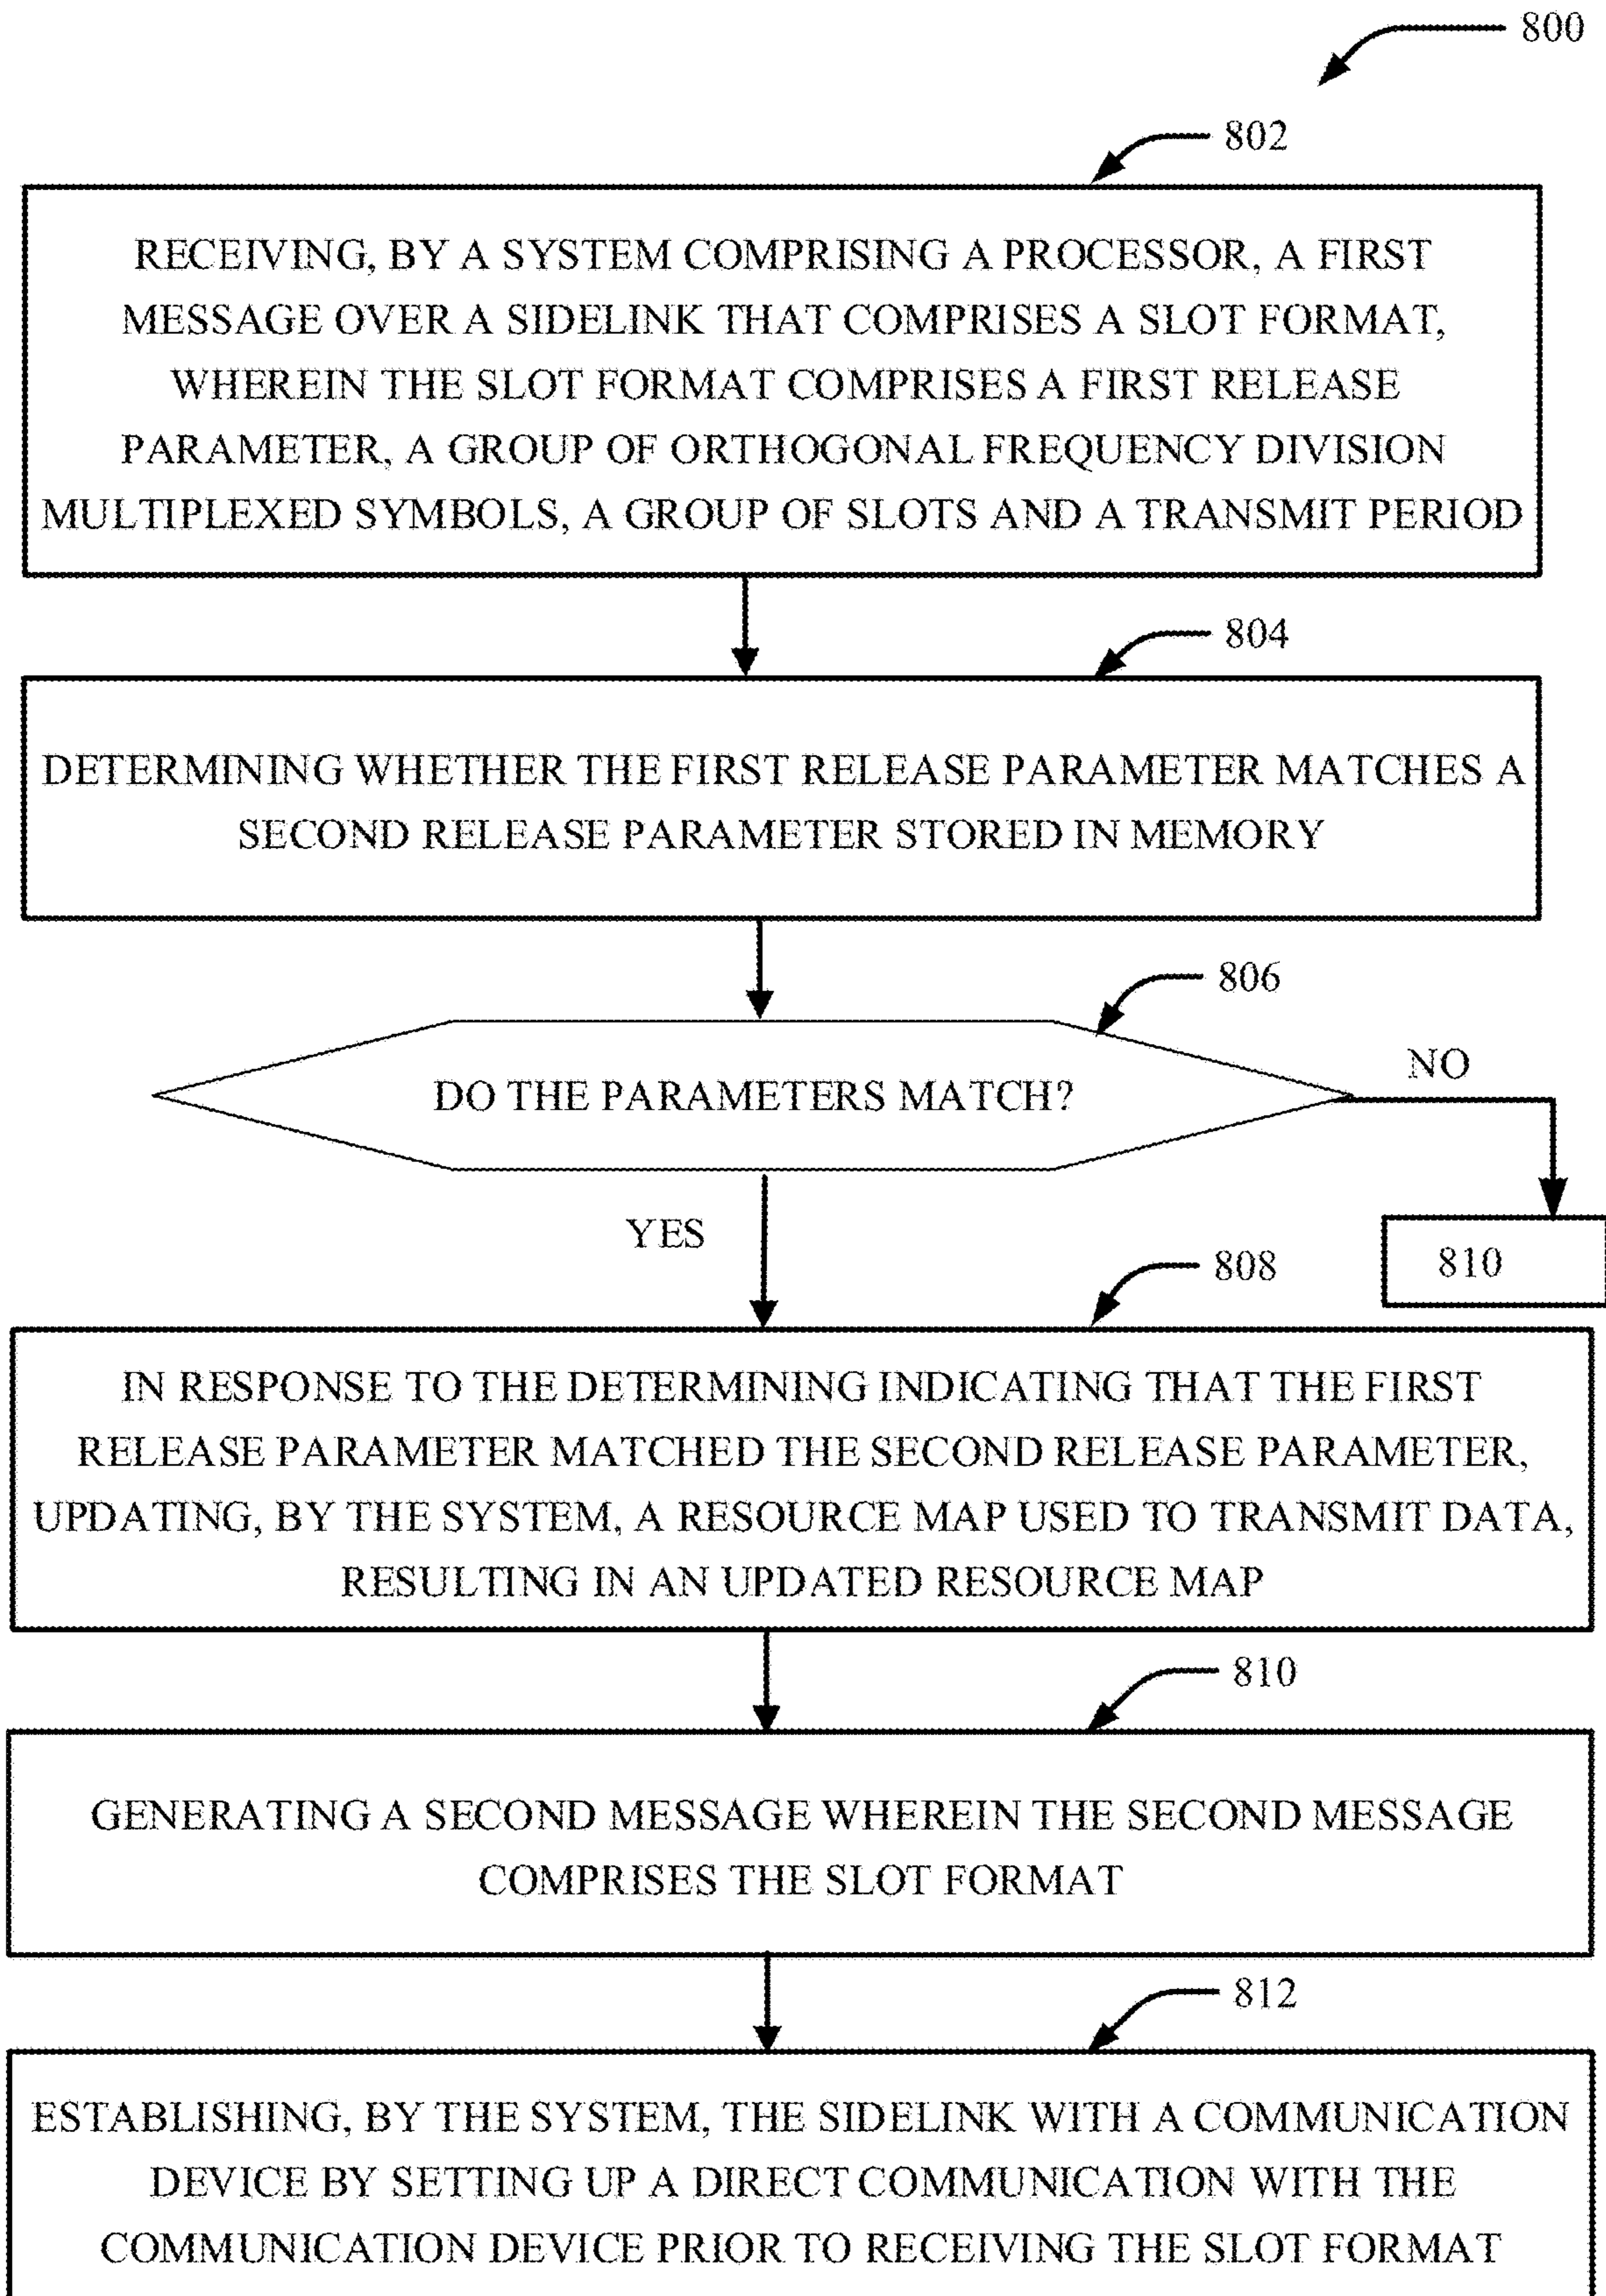 800
802
RECEIVING, BY A SYSTEM COMPRISING A PROCESSOR, A FIRST
MESSAGE OVER A SIDELINK THAT COMPRISES A SLOT FORMAT,
WHEREIN THE SLOT FORMAT COMPRISES A FIRST RELEASE
PARAMETER, A GROUP OF ORTHOGONAL FREQUENCY DIVISION
MULTIPLEXED SYMBOLS, A GROUP OF SLOTS AND A TRANSMIT PERIOD
804
DETERMINING WHETHER THE FIRST RELEASE PARAMETER MATCHES A
SECOND RELEASE PARAMETER STORED IN MEMORY
806
DO THE PARAMETERS MATCH?
NO
YES
810
808
IN RESPONSE TO THE DETERMINING INDICATING THAT THE FIRST
RELEASE PARAMETER MATCHED THE SECOND RELEASE PARAMETER,
UPDATING, BY THE SYSTEM, A RESOURCE MAP USED TO TRANSMIT DATA,
RESULTING IN AN UPDATED RESOURCE MAP
810
GENERATING A SECOND MESSAGE WHEREIN THE SECOND MESSAGE
COMPRISES THE SLOT FORMAT
812
ESTABLISHING, BY THE SYSTEM, THE SIDELINK WITH A COMMUNICATION
DEVICE BY SETTING UP A DIRECT COMMUNICATION WITH THE
COMMUNICATION DEVICE PRIOR TO RECEIVING THE SLOT FORMAT